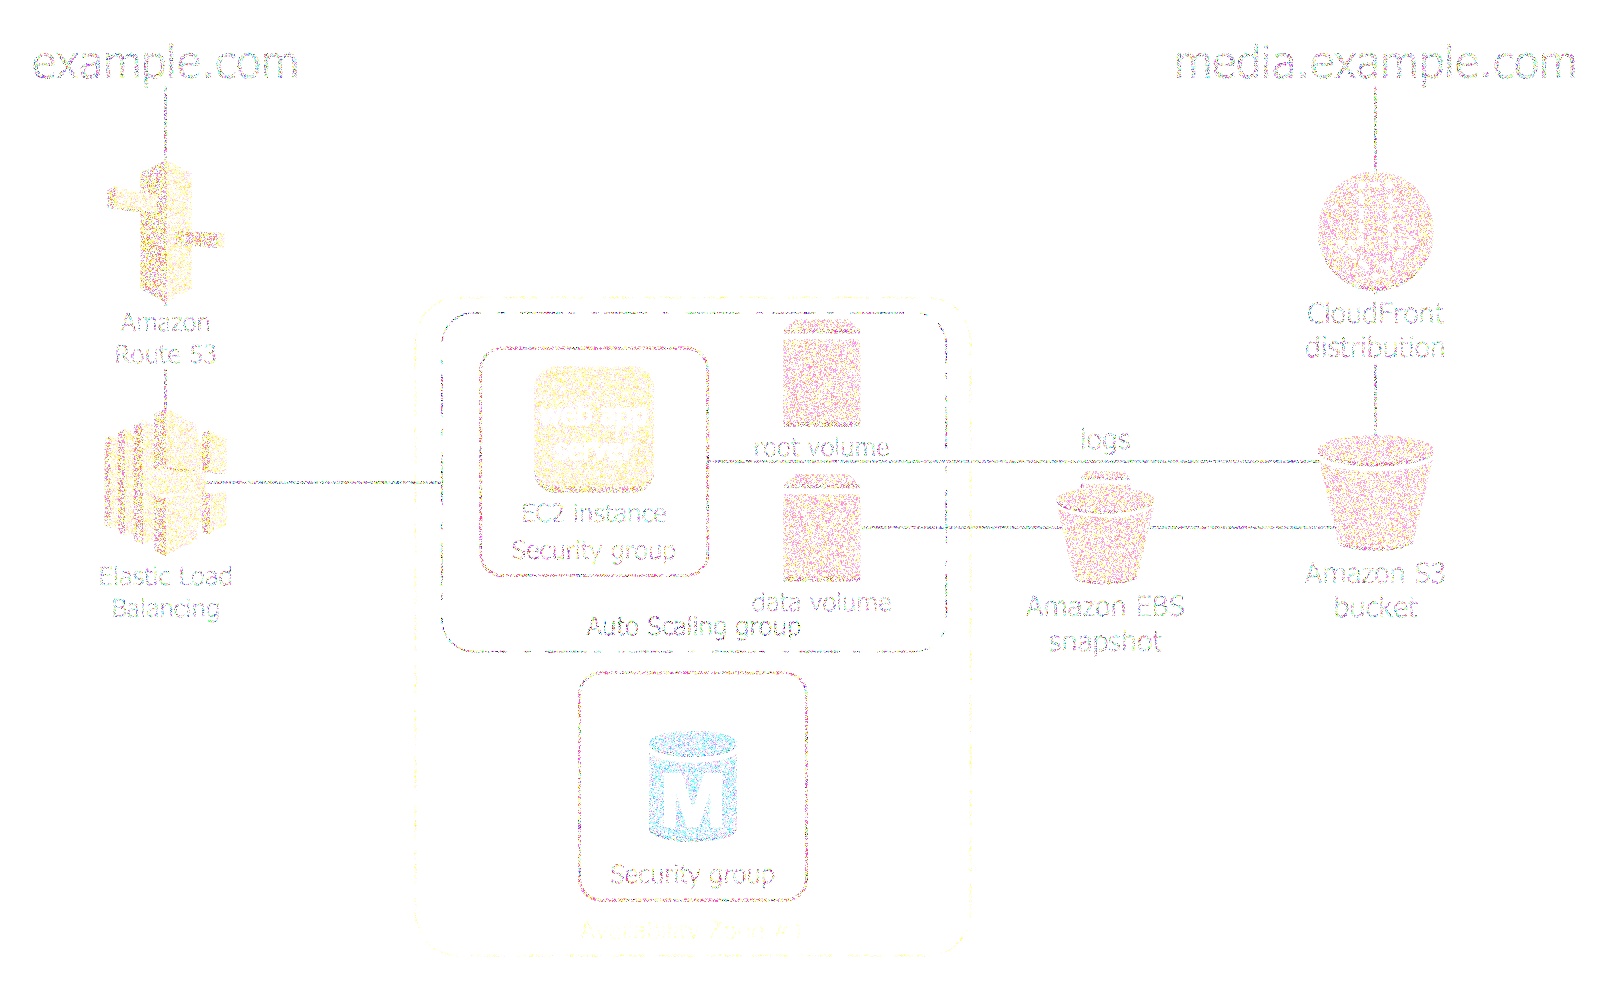 example.com
media.example.com
Amazon
Route 53
CloudFront
distribution
web app
server
root volume
logs
EC2 instance
Security group
Elastic Load
Balancing
data volume
Auto Scaling group
Amazon EBS
snapshot
Amazon S3
bucket
M
Security group
Availability Zone #1